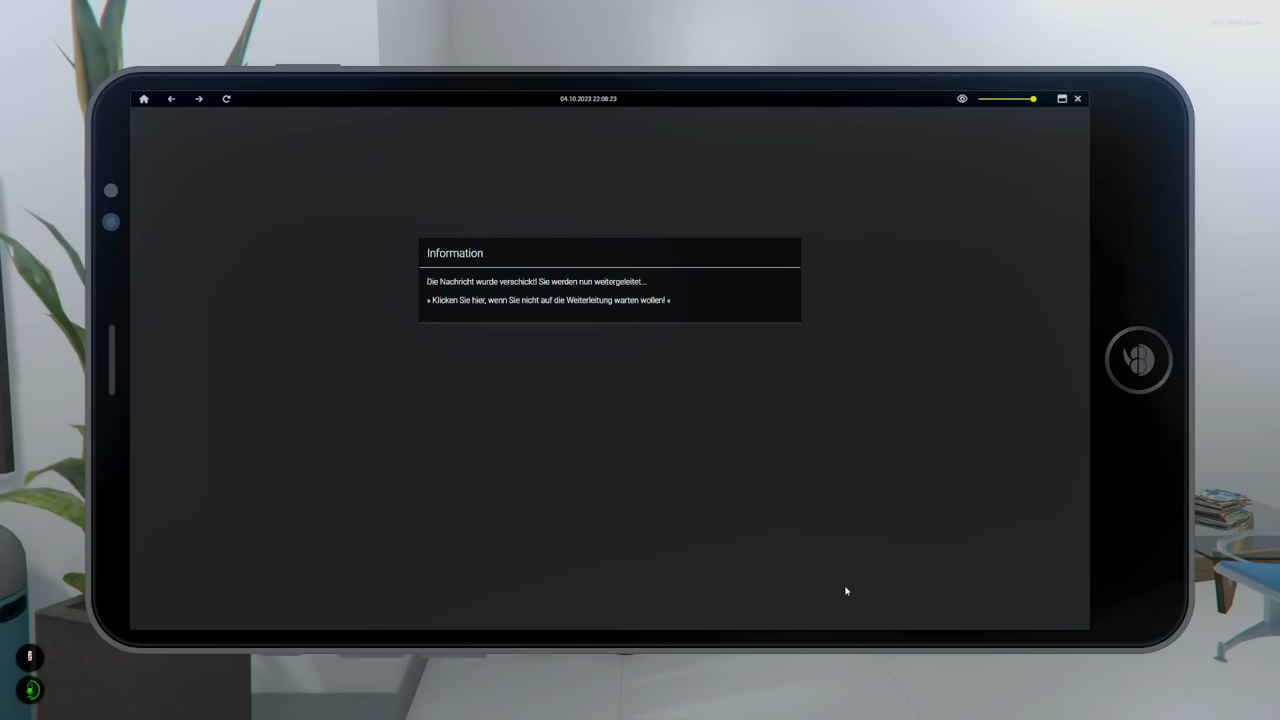 04.10.2023 22:08:23
Information
Die Nachricht wurde verschickt! Sie werden nun weitergeleitet...
» Klicken Sie hier, wenn Sie nicht auf die Weiterleitung warten wollen! «